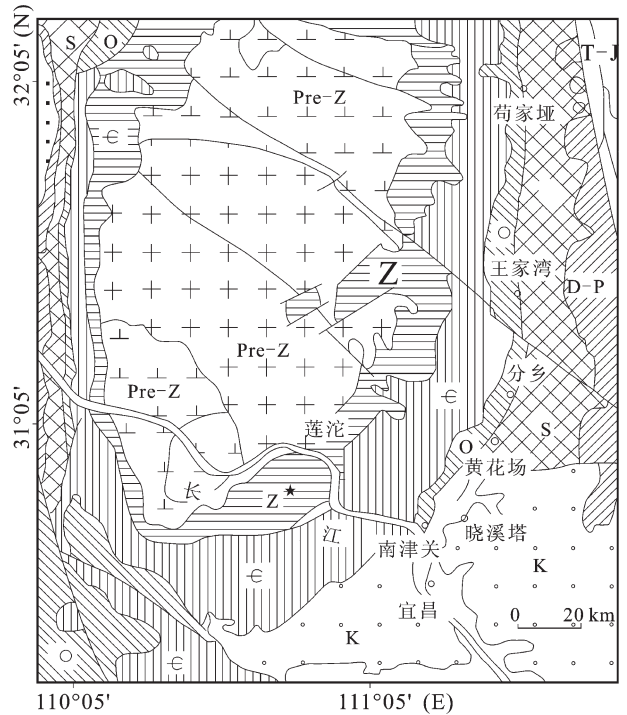 32°05' (N)
S
O
T-J
Pre-Z
苟家垭
Є
王家湾
Z
D-P
Pre-Z
Pre-Z
分乡
31°05'
Є
莲沱
O
S
黄花场
长
Z
★
晓溪塔
江
南津关
K
Є
宜昌
0 20 km
K
O
Є
110°05'
111°05' (E)